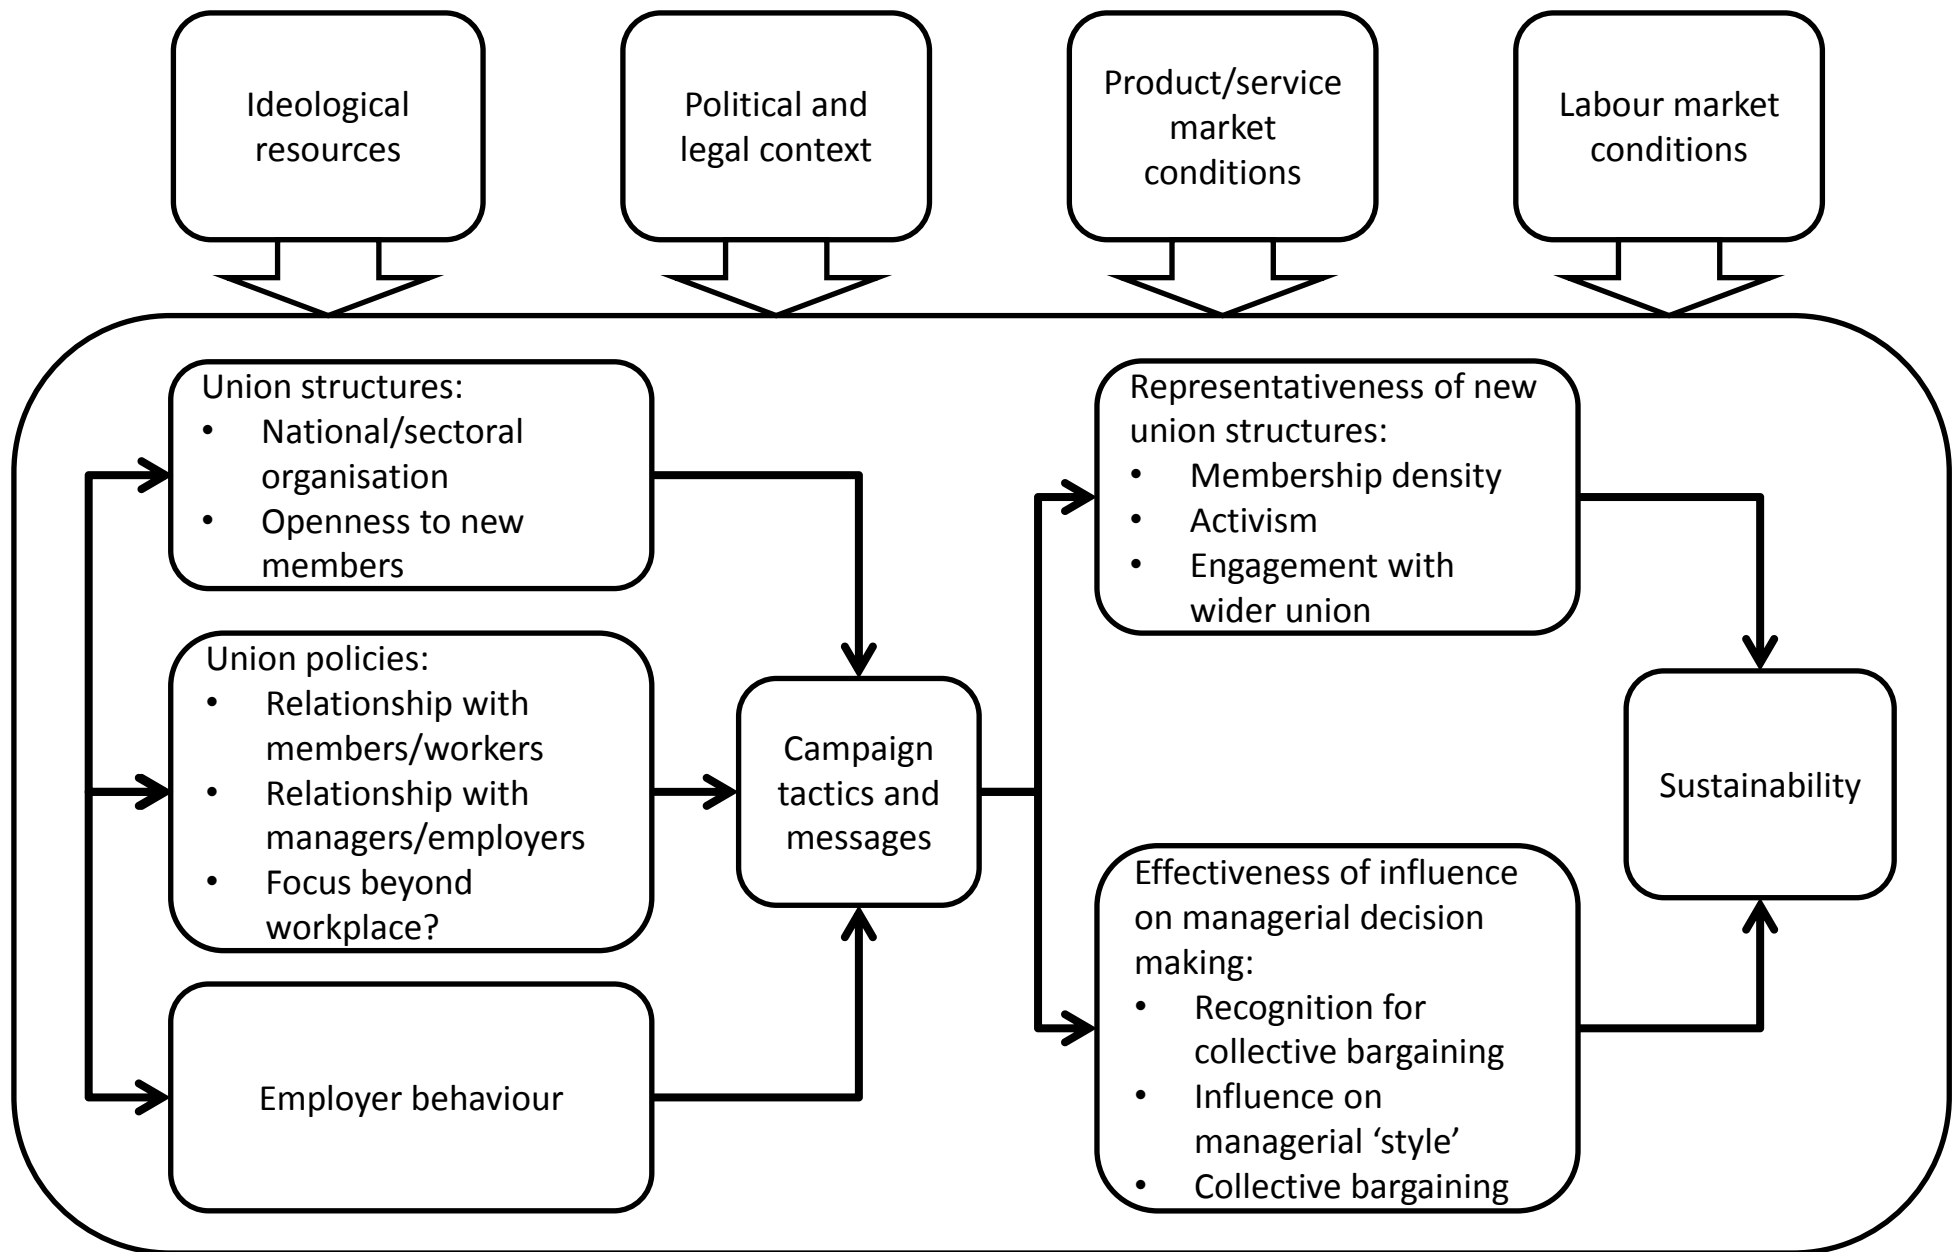 Ideological
resources
Political and
legal context
Product/service
market
conditions
Labour market
conditions
Union structures:
• National/sectoral
organisation
• Openness to new
members
Union policies:
• Relationship with
members/workers
• Relationship with
managers/employers
• Focus beyond
workplace?
Employer behaviour
Campaign
tactics and
messages
Representativeness of new
union structures:
• Membership density
• Activism
• Engagement with
wider union
Effectiveness of influence
on managerial decision
making:
• Recognition for
collective bargaining
• Influence on
managerial ‘style’
• Collective bargaining
Sustainability